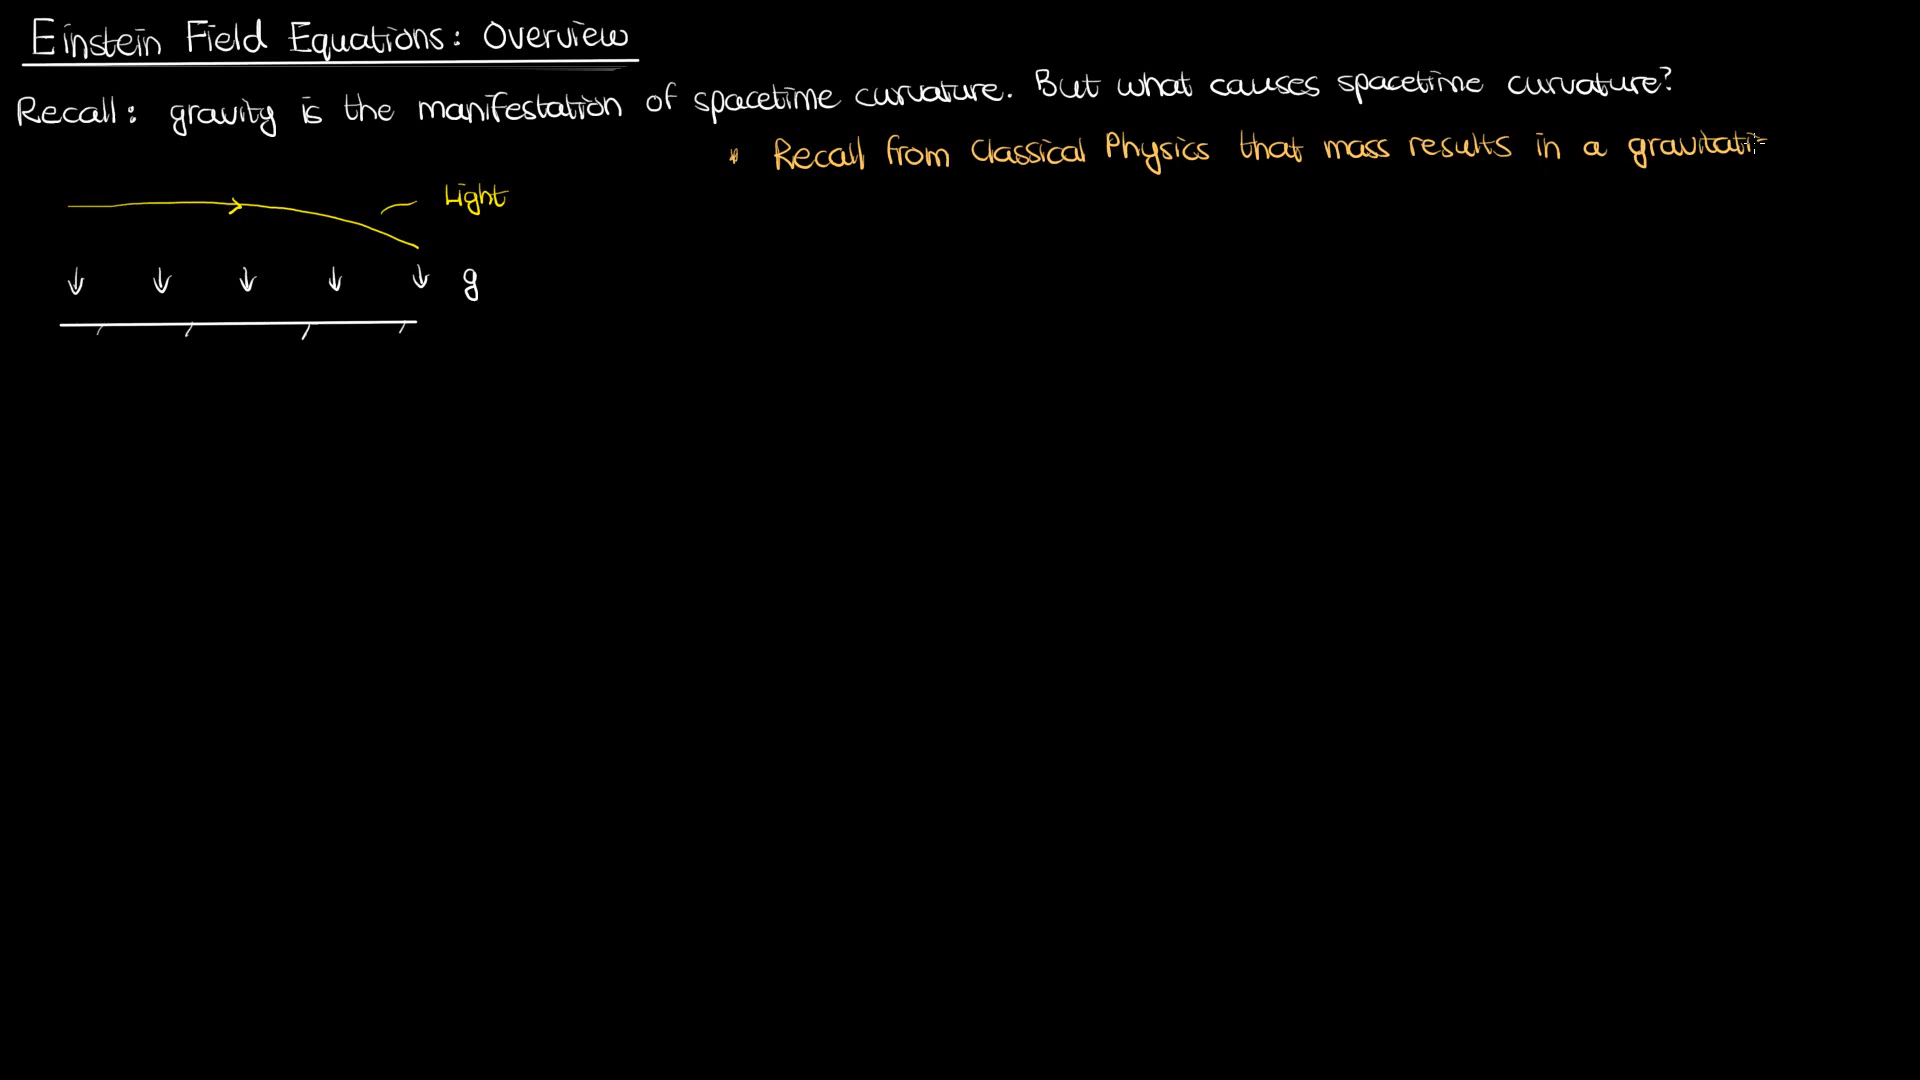 Einstein Field Equations: Overview
Recall: gravity is the manifestation of spacetime curvature. But what causes spacetime curvature?
* Recall from Classical Physics that mass results in a gravitati
Light
g